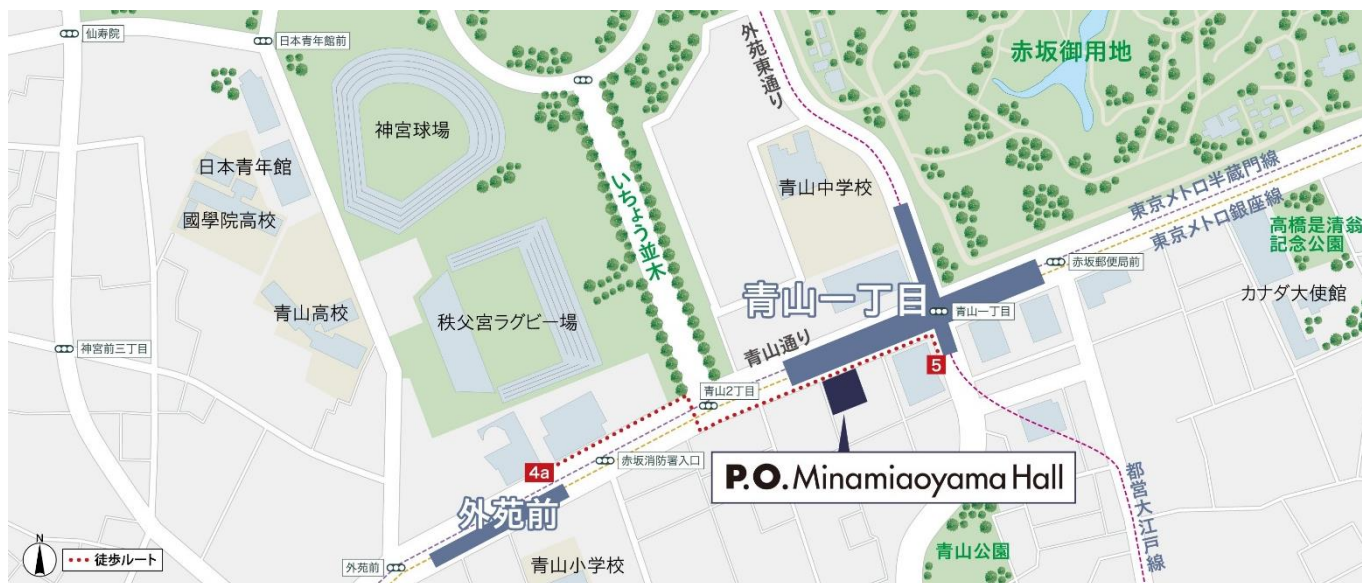 仙寿院
日本青年館前
外苑東通り
赤坂御用地
神宮球場
日本青年館
國學院高校
いちょう並木
青山中学校
東京メトロ半蔵門線
東京メトロ銀座線
高橋是清翁
記念公園
カナダ大使館
赤坂郵便局前
青山一丁目
青山一丁目
青山高校
秩父宮ラグビー場
神宮前三丁目
青山通り
5
青山2丁目
赤坂消防署入口
4a
P.O. Minamiaoyama Hall
外苑前
都営大江戸線
青山公園
N
徒歩ルート
外苑前
青山小学校